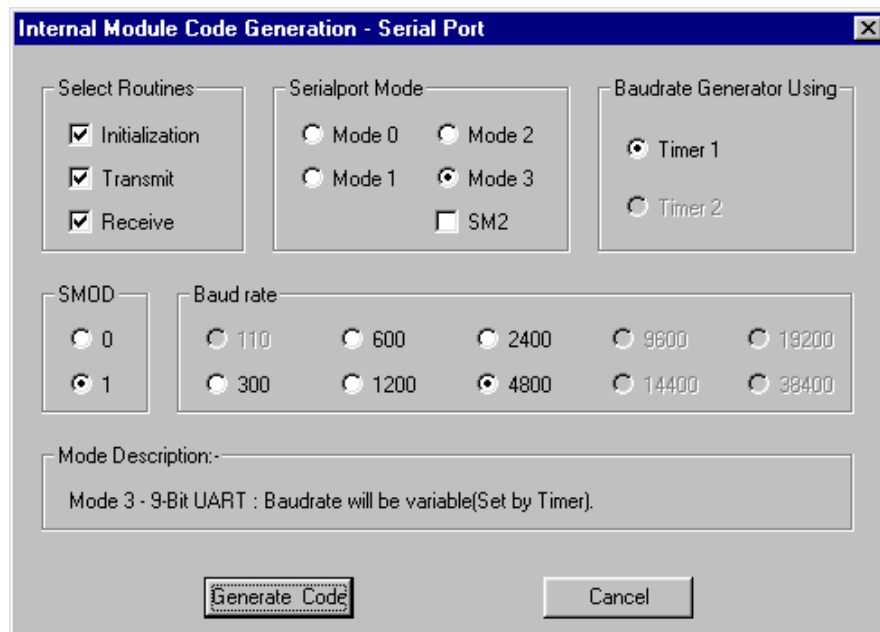 Internal Module Code Generation - Serial Port
Select Routines
Initialization
Transmit
Receive
Serialport Mode
Mode 0
Mode 2
Mode 1
Mode 3
SM2
Baudrate Generator Using
Timer 1
Timer 2
SMOD
0
1
Baud rate
110
600
2400
9600
19200
300
1200
4800
14400
38400
Mode Description:-
Mode 3 - 9-Bit UART : Baudrate will be variable(Set by Timer).
Generate Code
Cancel